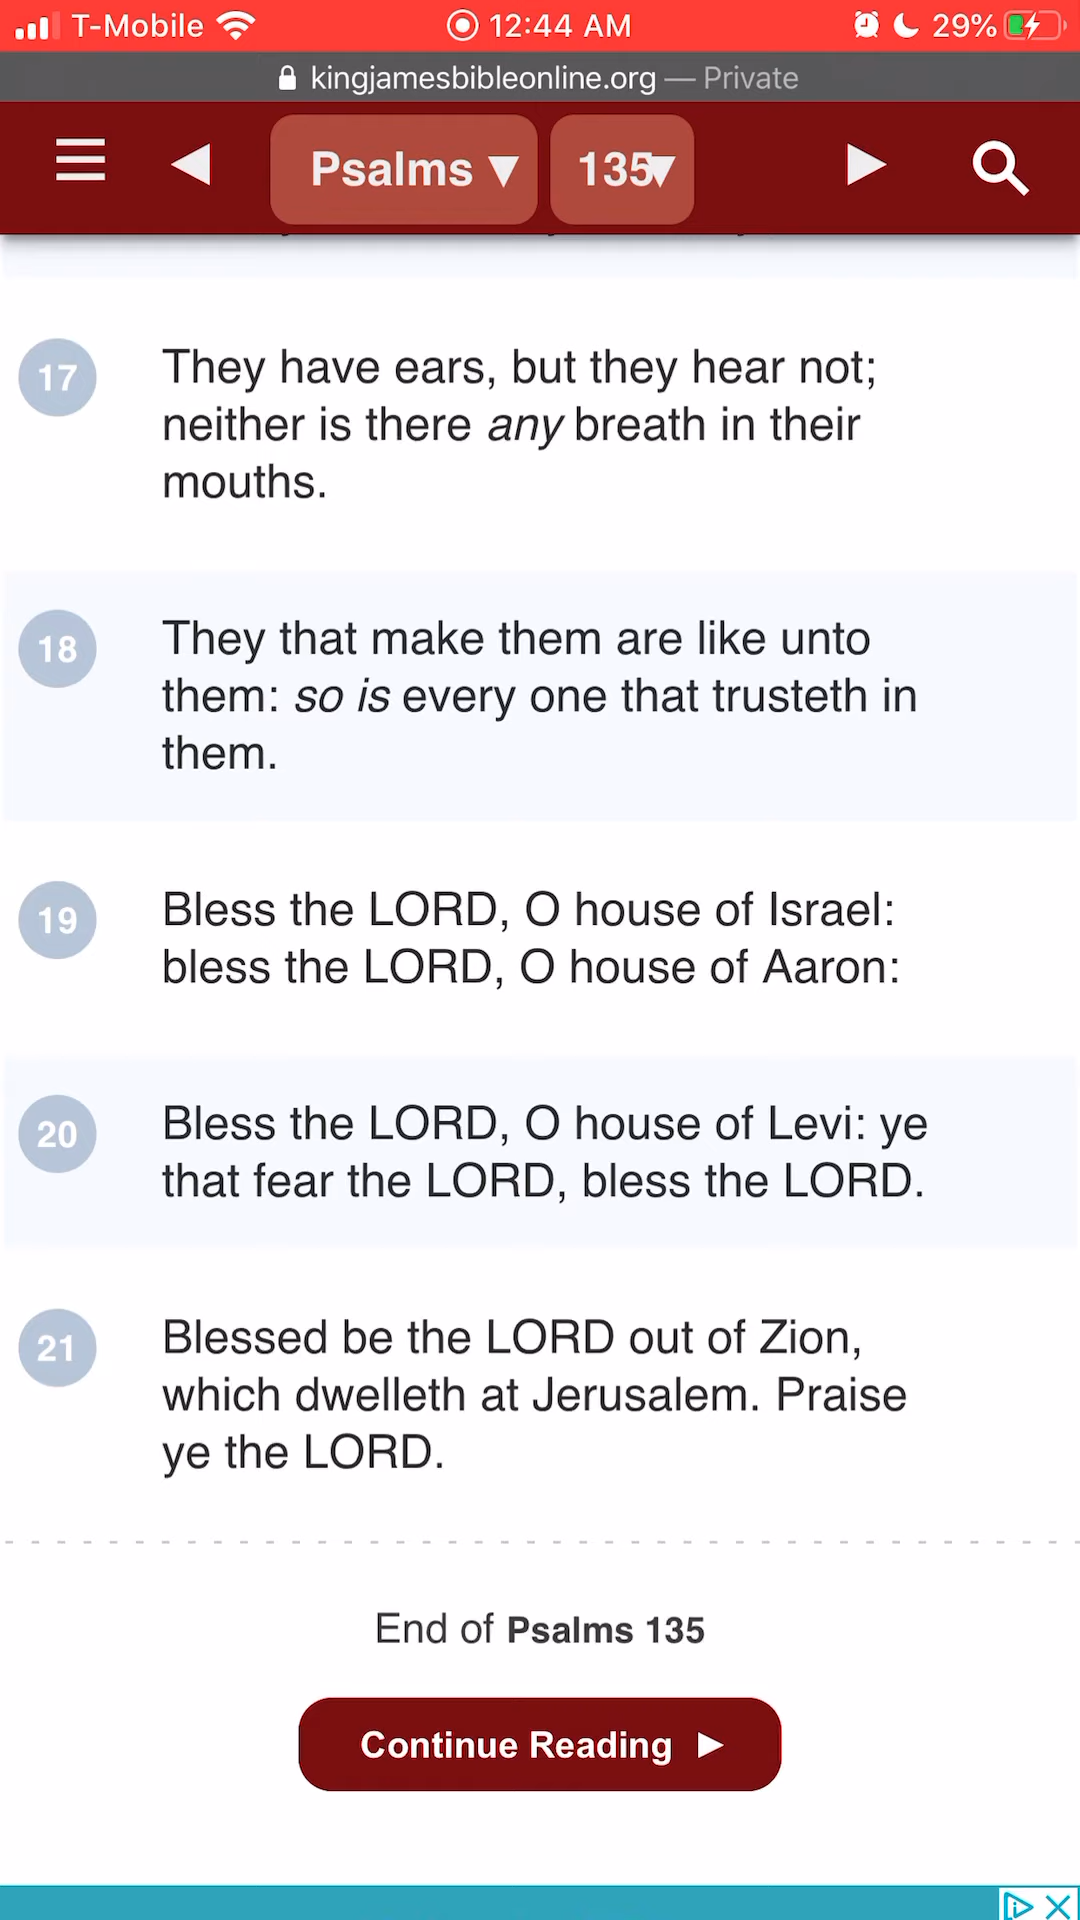 T-Mobile 12:44 AM 29%
kingjamesbibleonline.org — Private
Psalms ▼ 135▼
17 They have ears, but they hear not;
neither is there any breath in their
mouths.
18 They that make them are like unto
them: so is every one that trusteth in
them.
19 Bless the LORD, O house of Israel:
bless the LORD, O house of Aaron:
20 Bless the LORD, O house of Levi: ye
that fear the LORD, bless the LORD.
21 Blessed be the LORD out of Zion,
which dwelleth at Jerusalem. Praise
ye the LORD.
End of Psalms 135
Continue Reading ►